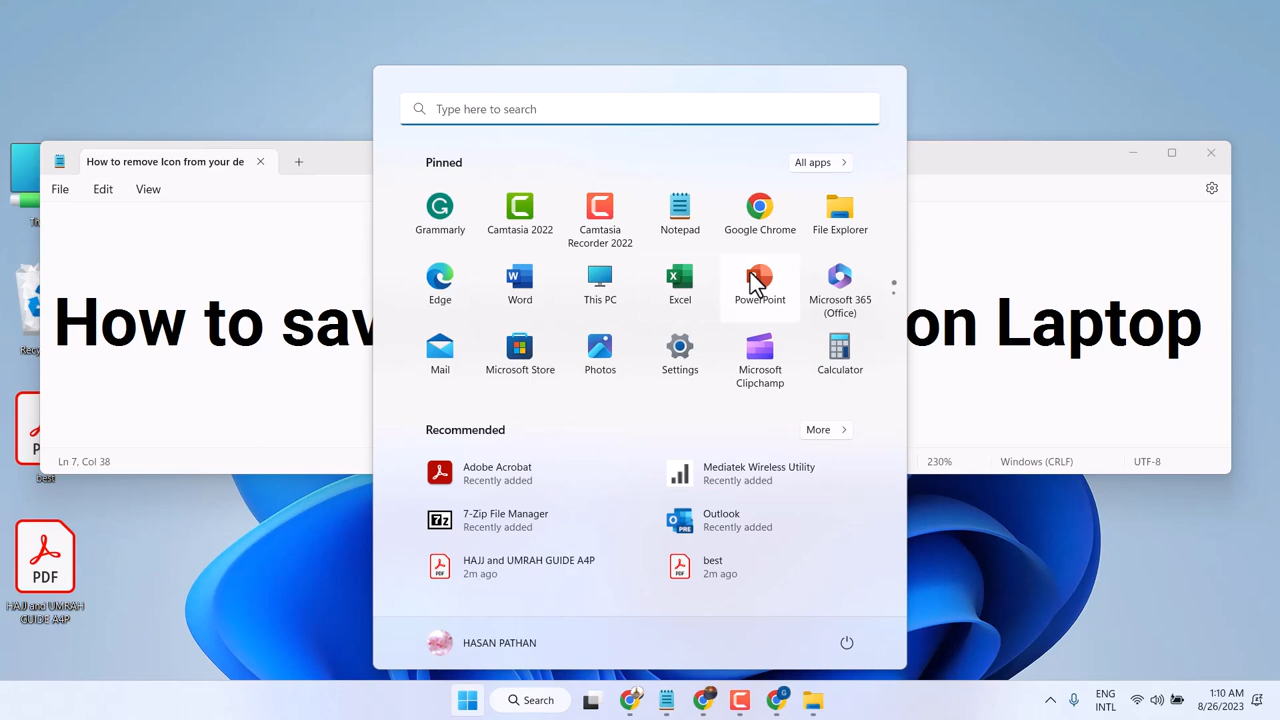 Type here to search
How to remove Icon from your de
File
Edit
View
Pinned
All apps
Grammarly
Camtasia 2022
Camtasia
Recorder 2022
Notepad
Google Chrome
File Explorer
Edge
Word
This PC
Excel
PowerPoint
Microsoft 365
(Office)
How to sav
on Laptop
Mail
Microsoft Store
Photos
Settings
Microsoft
Clipchamp
Calculator
Recommended
More
Ln 7, Col 38
230%
Windows (CRLF)
UTF-8
Adobe Acrobat
Recently added
Mediatek Wireless Utility
Recently added
best
7-Zip File Manager
Recently added
Outlook
Recently added
HAJJ and UMRAH GUIDE A4P
2m ago
best
2m ago
PDF
HAJJ and UMRAH
GUIDE A4P
HASAN PATHAN
Search
ENG
INTL
1:10 AM
8/26/2023